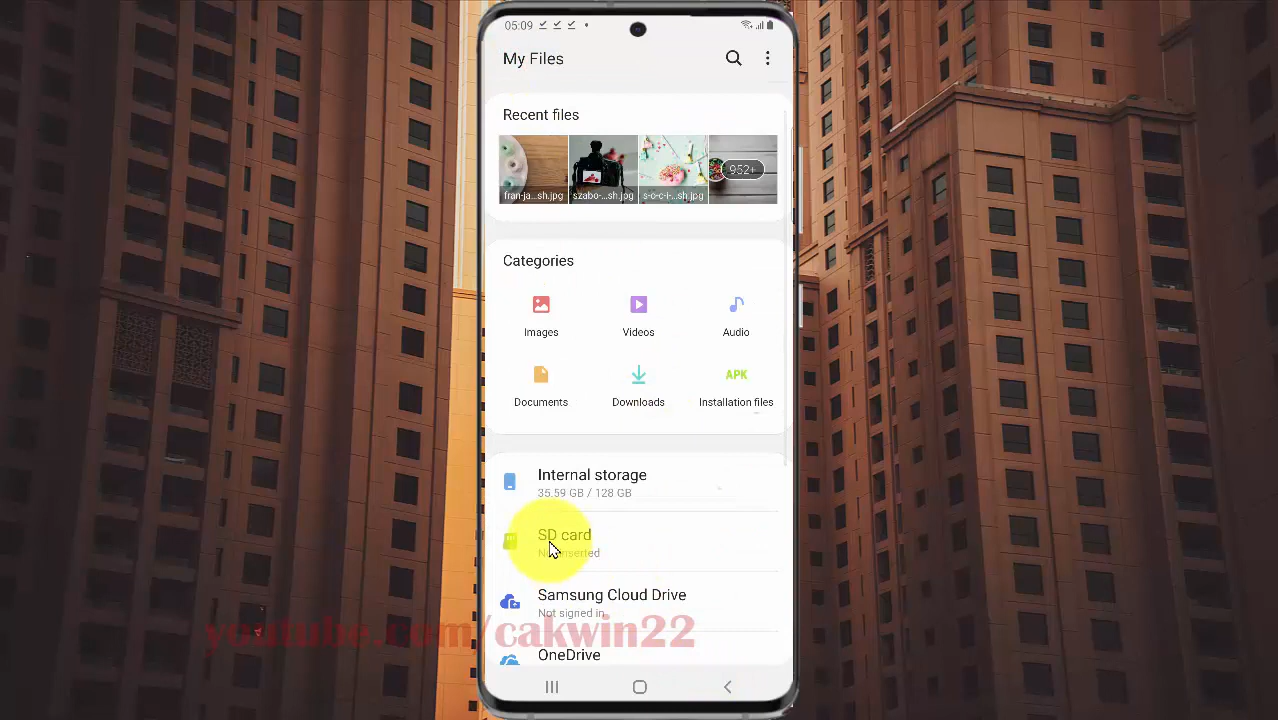 05:09
My Files
Recent files
fran-ja...sh.jpg
szabo-...sh.jpg
s-o-c-i-...sh.jpg
952+
Categories
Images
Videos
Audio
Documents
Downloads
APK
Installation files
Internal storage
35.59 GB / 128 GB
SD card
Not inserted
Samsung Cloud Drive
Not signed in
youtube.com/cakwin22
OneDrive